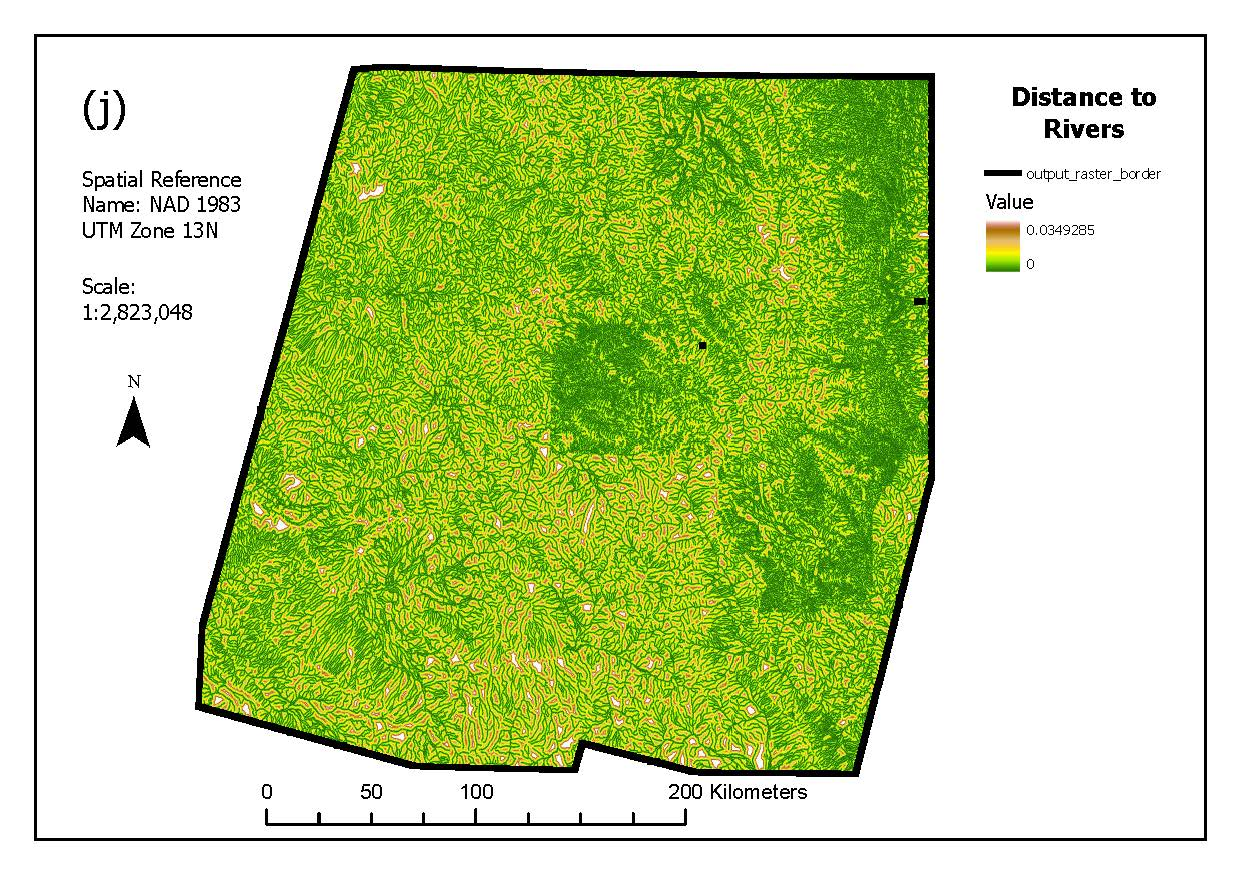 (j)
Spatial Reference
Name: NAD 1983
UTM Zone 13N
Scale:
1:2,823,048
N
Distance to
Rivers
output_raster_border
Value
0.0349285
0
0 50 100 200 Kilometers